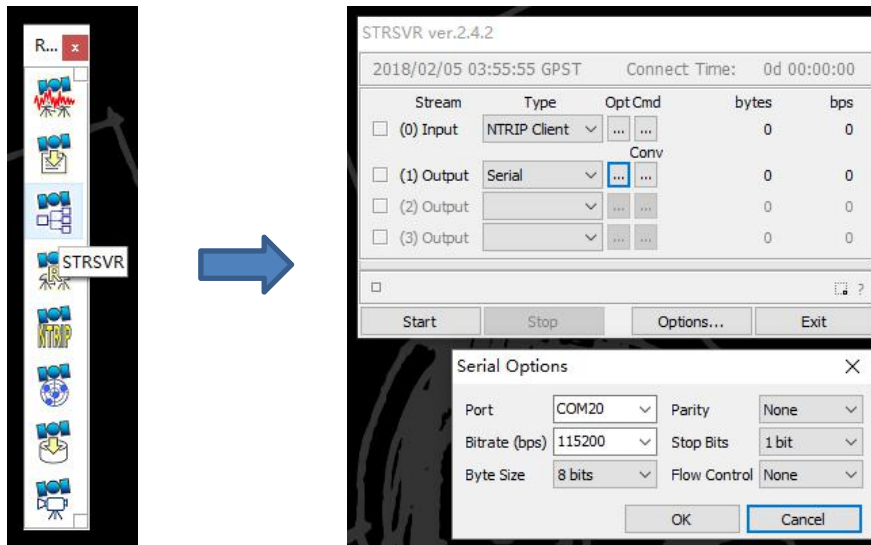 R... x
STRSVR
R
NTRIP
STRSVR ver.2.4.2
2018/02/05 03:55:55 GPST Connect Time: 0d 00:00:00
Stream Type Opt Cmd bytes bps
(0) Input NTRIP Client ... ... 0 0
Conv
(1) Output Serial ... ... 0 0
(2) Output ... ... 0 0
(3) Output ... ... 0 0
?
Start Stop Options... Exit
Serial Options
Port COM20 Parity None
Bitrate (bps) 115200 Stop Bits 1 bit
Byte Size 8 bits Flow Control None
OK Cancel